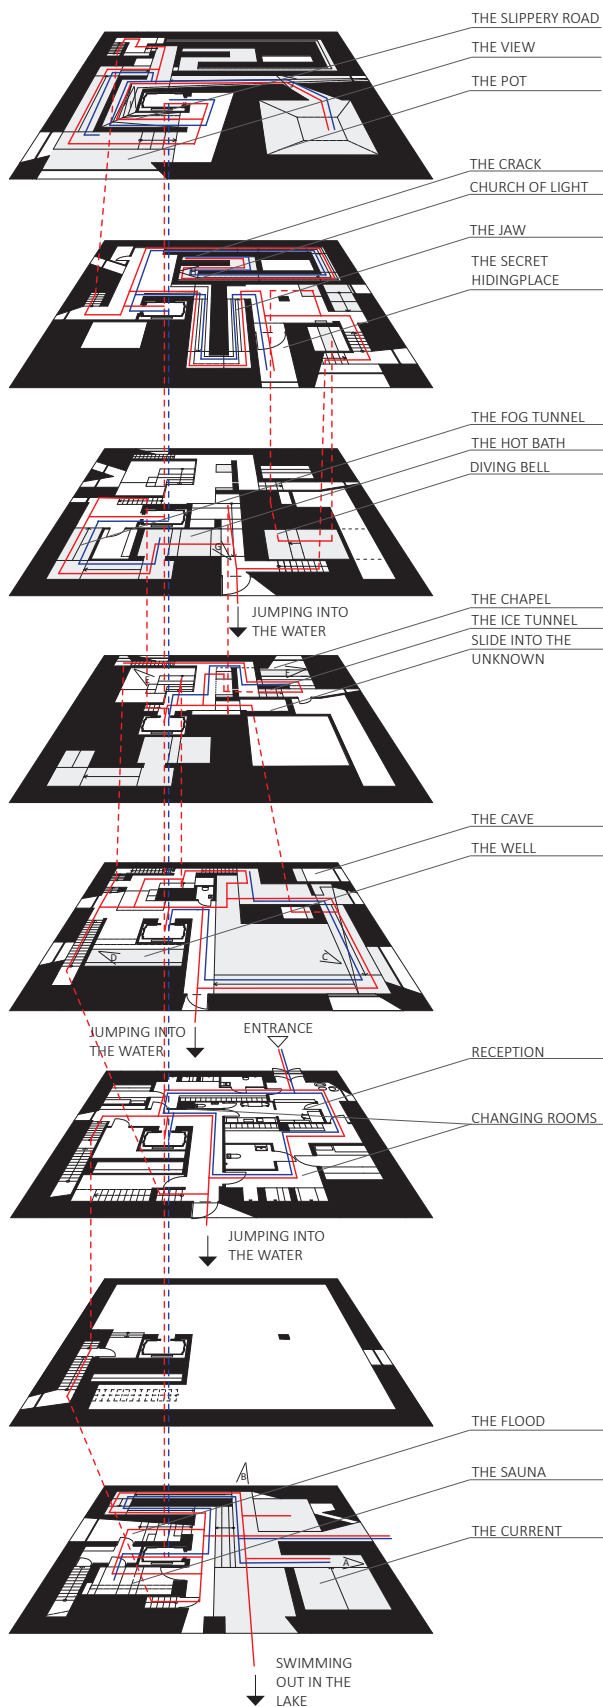 THE SLIPPERY ROAD
THE VIEW
THE POT
THE CRACK
CHURCH OF LIGHT
THE JAW
THE SECRET
HIDINGPLACE
THE FOG TUNNEL
THE HOT BATH
DIVING BELL
G
JUMPING INTO
THE WATER
THE CHAPEL
THE ICE TUNNEL
SLIDE INTO THE
UNKNOWN
E
F
THE CAVE
THE WELL
D
C
JUMPING INTO
THE WATER
ENTRANCE
RECEPTION
CHANGING ROOMS
JUMPING INTO
THE WATER
THE FLOOD
B
THE SAUNA
THE CURRENT
A
SWIMMING
OUT IN THE
LAKE